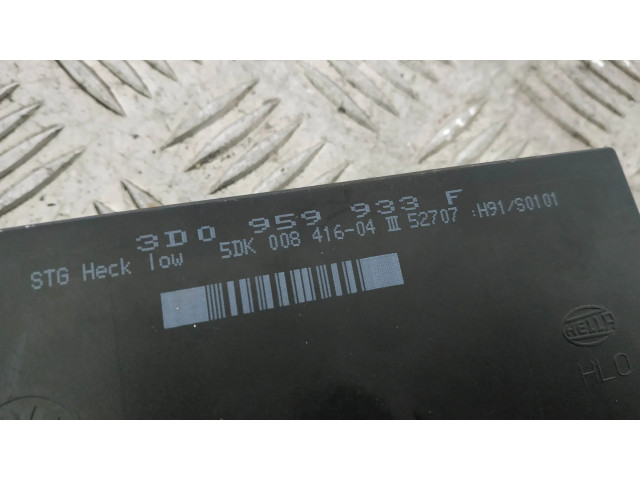 3D0 959 933 F
STG Heck low 5DK 008 416-04 III 52707 :H91/S0101
HELLA
HLO